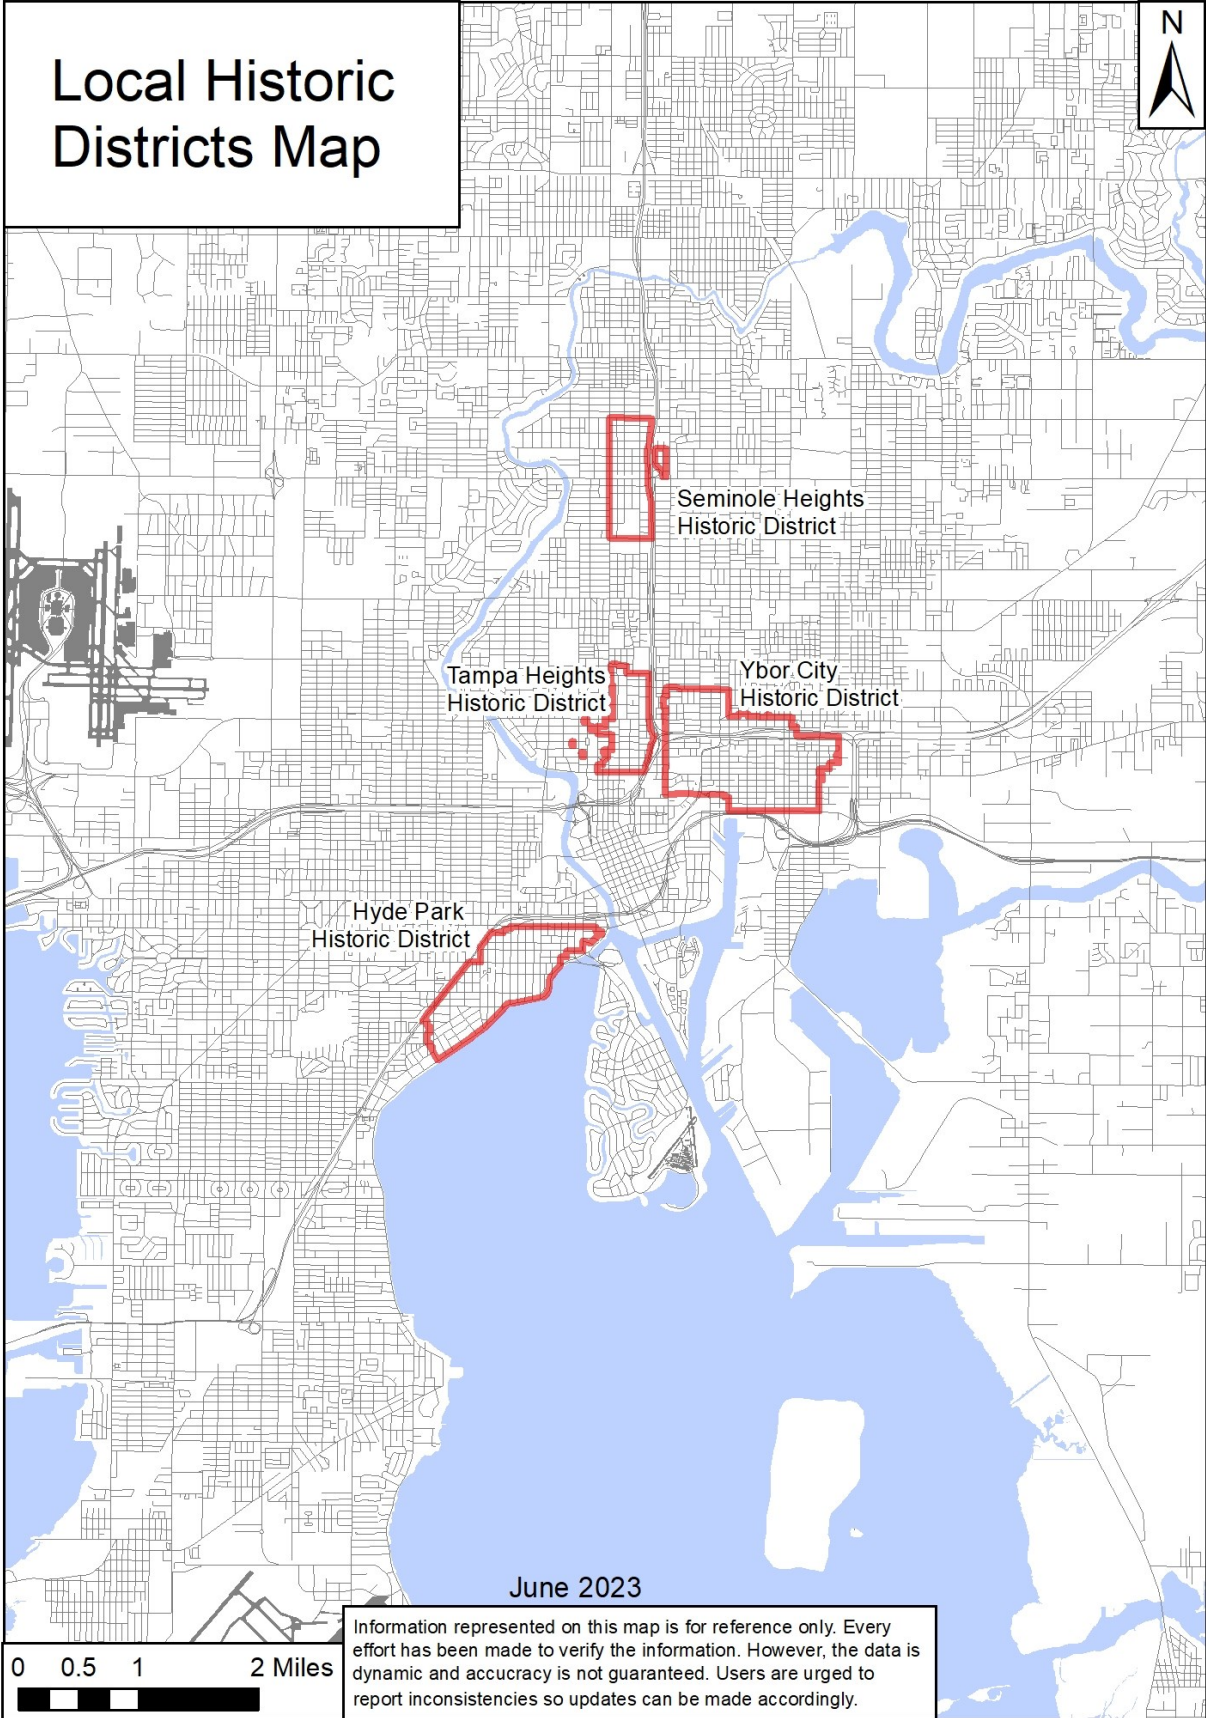 Local Historic
Districts Map
N
Seminole Heights
Historic District
Tampa Heights
Historic District
Ybor City
Historic District
Hyde Park
Historic District
June 2023
Information represented on this map is for reference only. Every
effort has been made to verify the information. However, the data is
dynamic and accucracy is not guaranteed. Users are urged to
report inconsistencies so updates can be made accordingly.
0 0.5 1 2 Miles